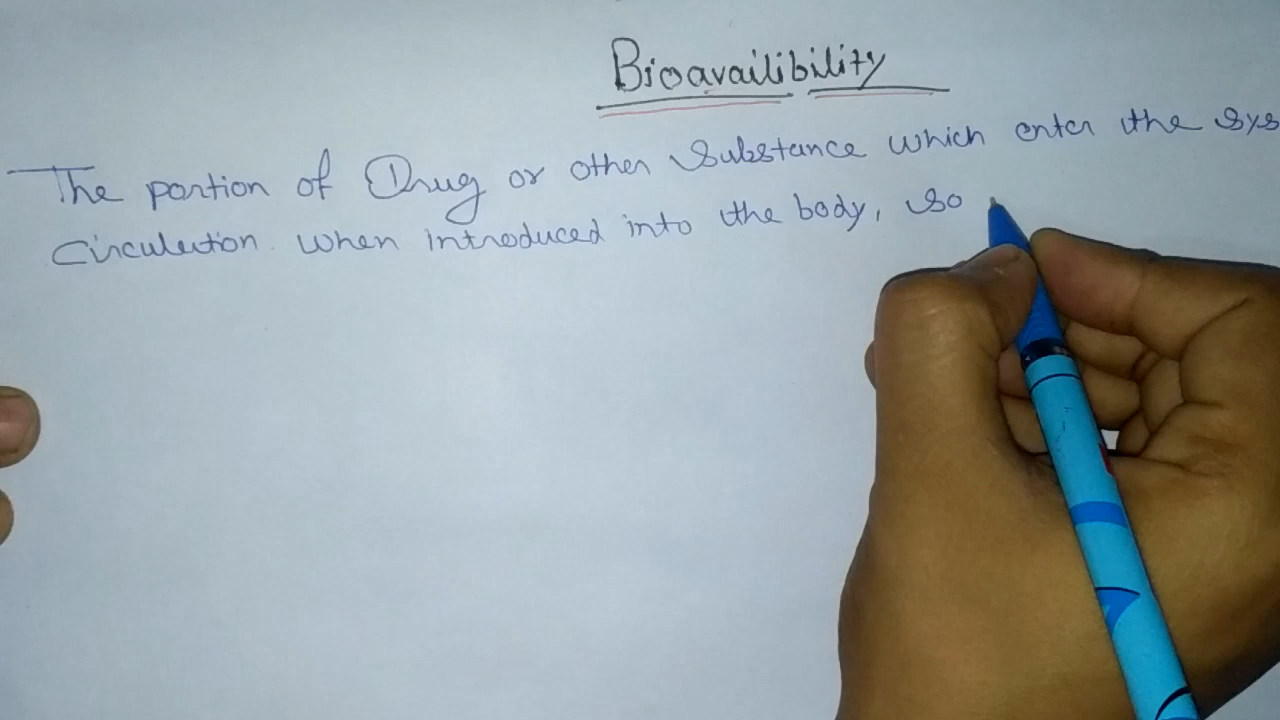 Bioavailibility
The portion of Drug or other Substance which enter the sys
Circulation. when introduced into the body, so